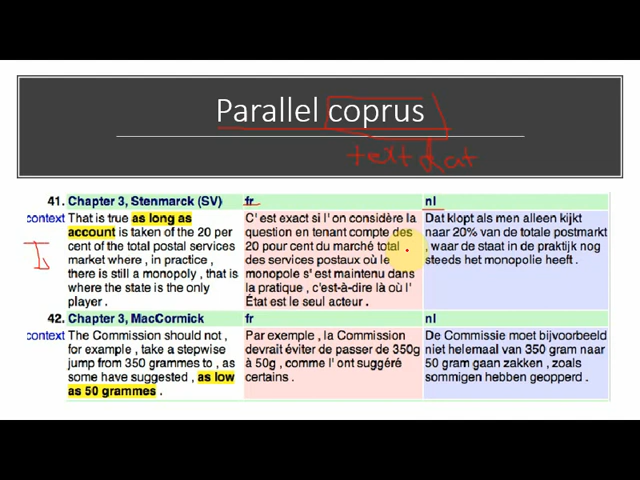 Parallel coprus
text dat
41. Chapter 3, Stenmarck (SV) fr nl
context That is true as long as
account is taken of the 20 per
cent of the total postal services
market where , in practice ,
there is still a monopoly , that is
where the state is the only
player .
C' est exact si l' on considère la
question en tenant compte des
20 pour cent du marché total
des services postaux où le
monopole s' est maintenu dans
la pratique , c'est-à-dire là où l'
État est le seul acteur .
Dat klopt als men alleen kijkt
naar 20% van de totale postmarkt
, waar de staat in de praktijk nog
steeds het monopolie heeft .
42. Chapter 3, MacCormick fr nl
context The Commission should not ,
for example , take a stepwise
jump from 350 grammes to , as
some have suggested , as low
as 50 grammes .
Par exemple , la Commission
devrait éviter de passer de 350g
à 50g , comme l' ont suggéré
certains .
De Commissie moet bijvoorbeeld
niet helemaal van 350 gram naar
50 gram gaan zakken , zoals
sommigen hebben geopperd .